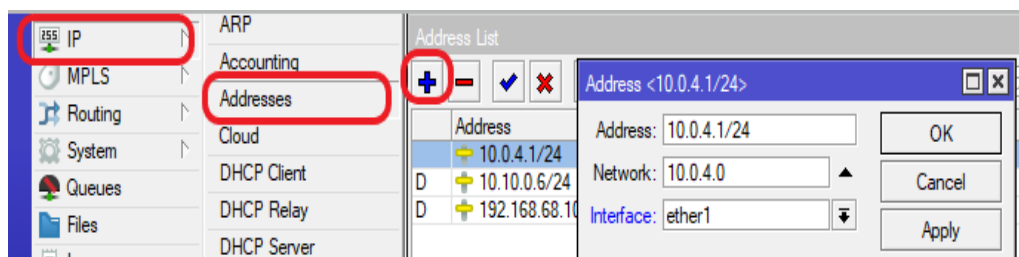 255 IP
MPLS
Routing
System
Queues
Files
ARP
Accounting
Addresses
Cloud
DHCP Client
DHCP Relay
DHCP Server
Address List
Address
10.0.4.1/24
D 10.10.0.6/24
D 192.168.68.10
Address <10.0.4.1/24>
Address: 10.0.4.1/24
Network: 10.0.4.0
Interface: ether1
OK
Cancel
Apply